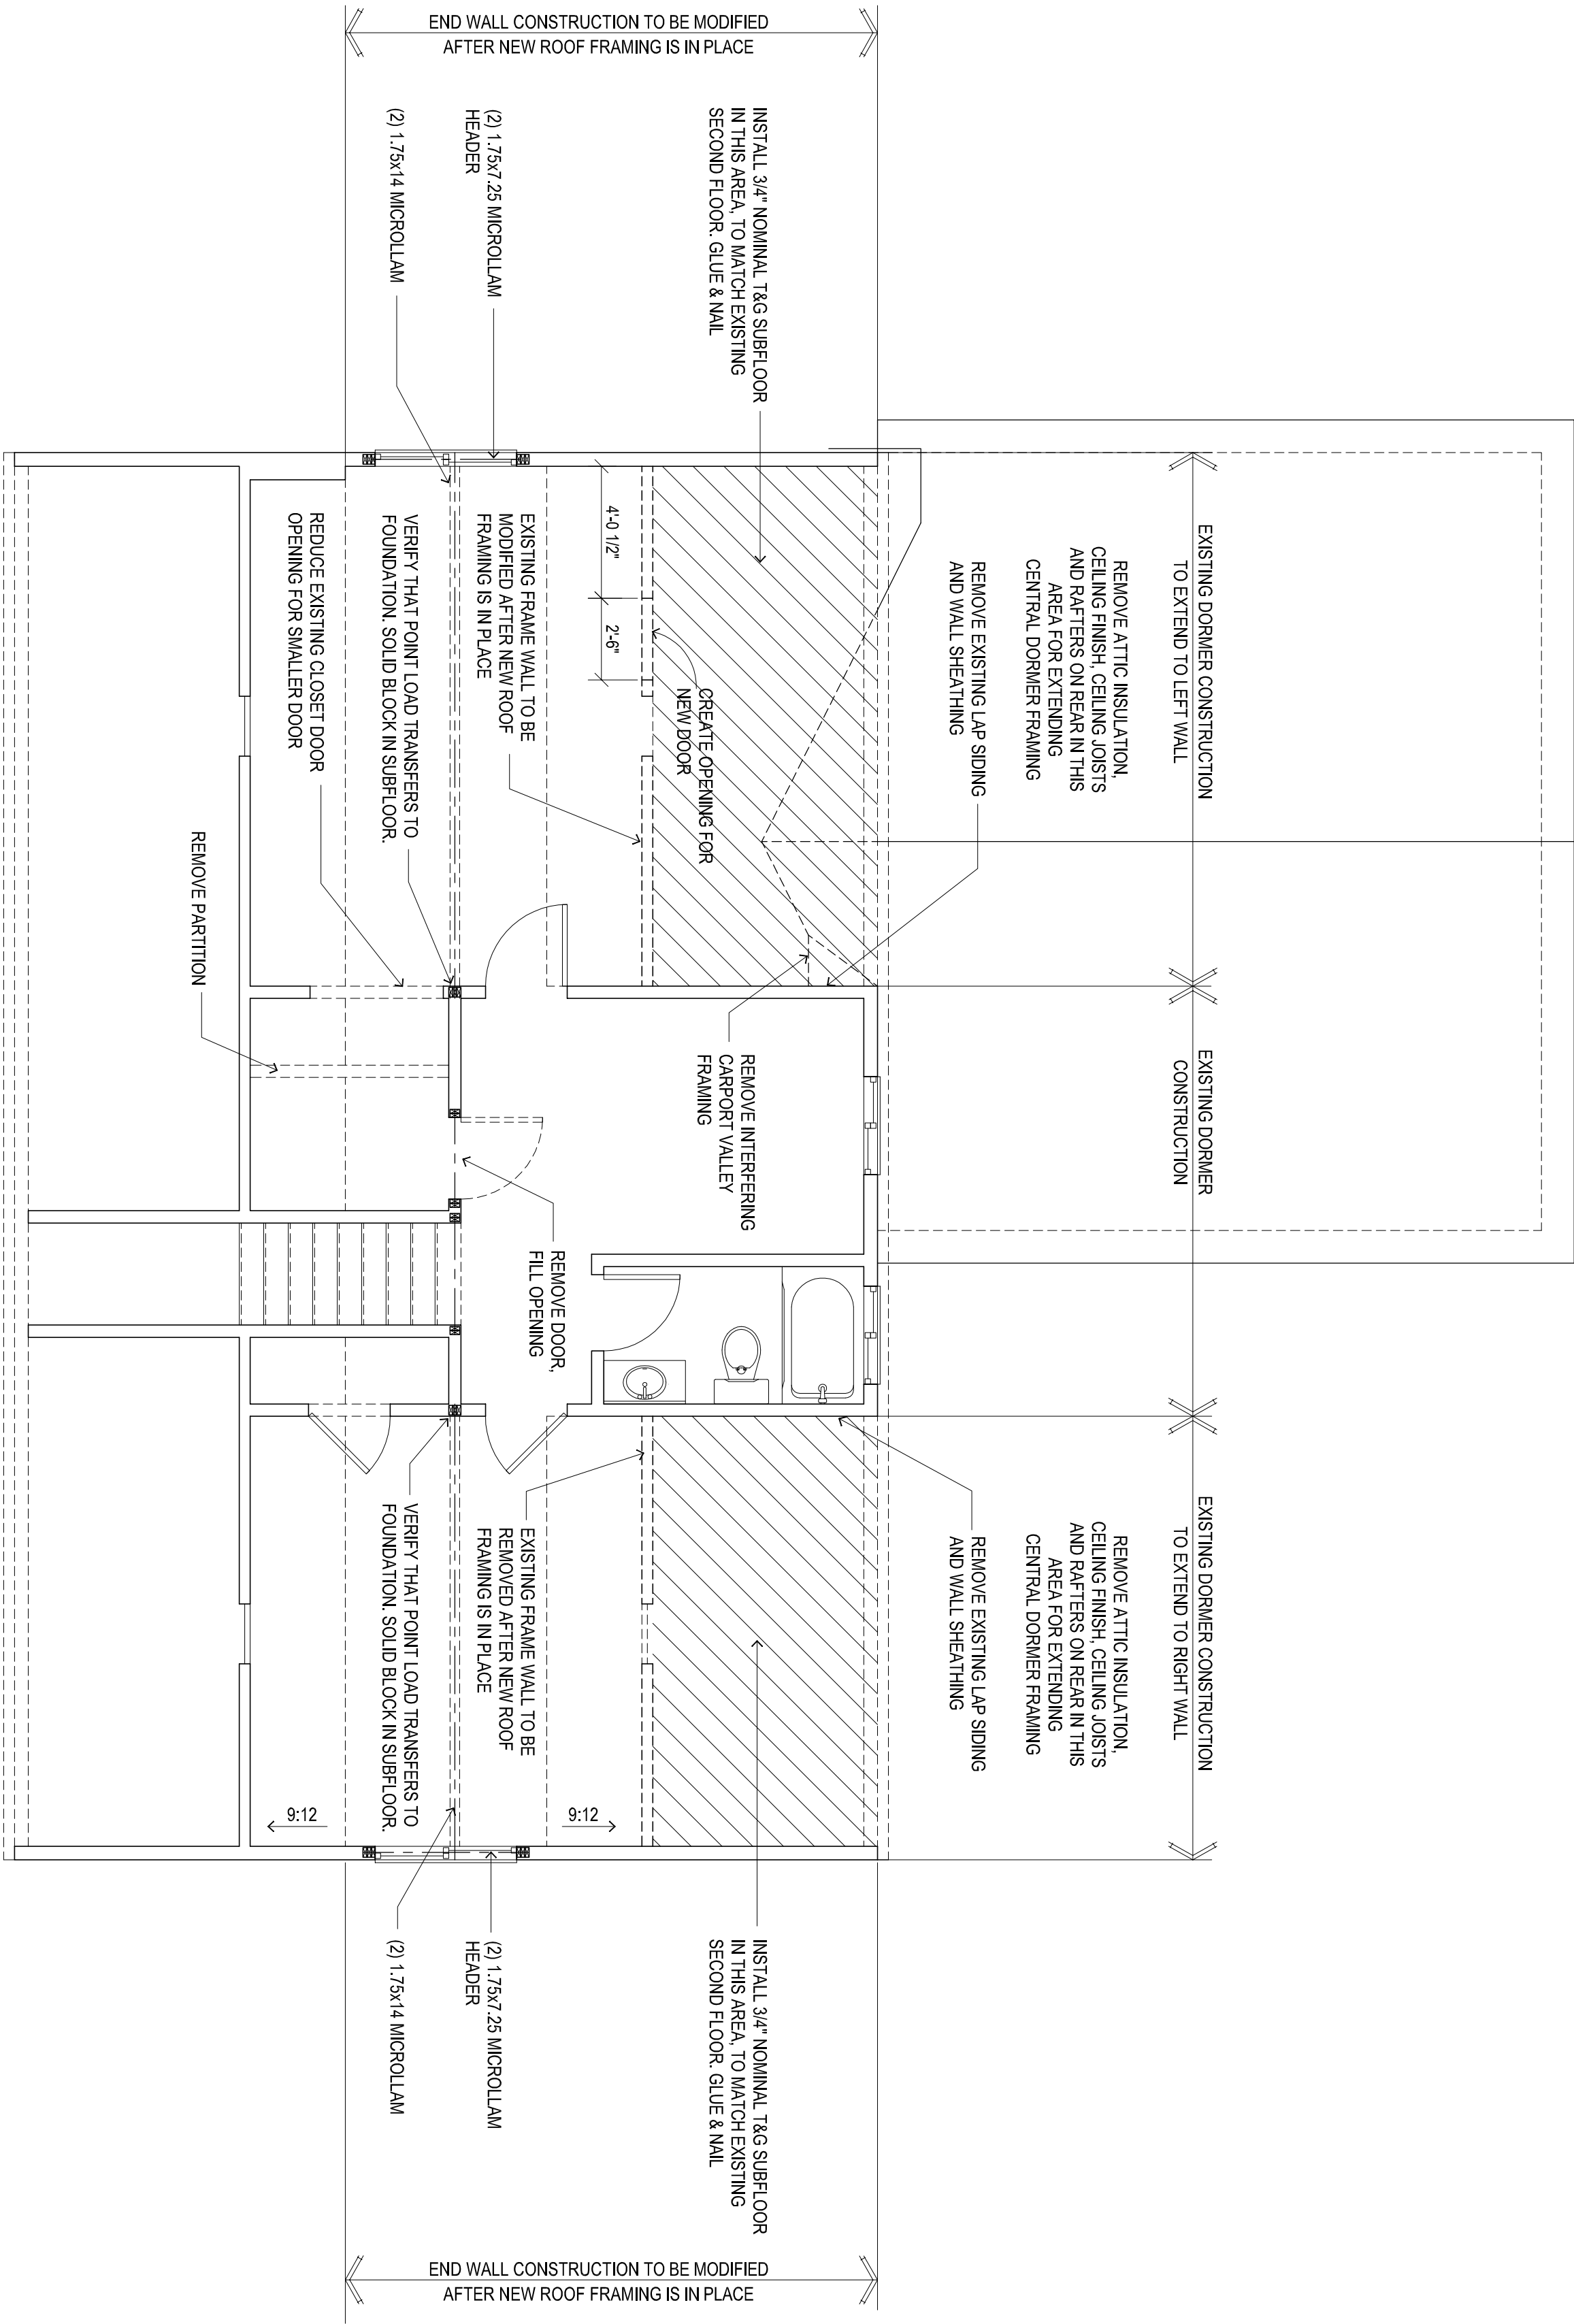 END WALL CONSTRUCTION TO BE MODIFIED
AFTER NEW ROOF FRAMING IS IN PLACE
EXISTING DORMER CONSTRUCTION
TO EXTEND TO LEFT WALL
EXISTING DORMER
CONSTRUCTION
EXISTING DORMER CONSTRUCTION
TO EXTEND TO RIGHT WALL
REMOVE ATTIC INSULATION,
CEILING FINISH, CEILING JOISTS
AND RAFTERS ON REAR IN THIS
AREA FOR EXTENDING
CENTRAL DORMER FRAMING
REMOVE ATTIC INSULATION,
CEILING FINISH, CEILING JOISTS
AND RAFTERS ON REAR IN THIS
AREA FOR EXTENDING
CENTRAL DORMER FRAMING
REMOVE EXISTING LAP SIDING
AND WALL SHEATHING
REMOVE EXISTING LAP SIDING
AND WALL SHEATHING
INSTALL 3/4" NOMINAL T&G SUBFLOOR
IN THIS AREA, TO MATCH EXISTING
SECOND FLOOR. GLUE & NAIL
REMOVE INTERFERING
CARPORT VALLEY
FRAMING
INSTALL 3/4" NOMINAL T&G SUBFLOOR
IN THIS AREA, TO MATCH EXISTING
SECOND FLOOR. GLUE & NAIL
CREATE OPENING FOR
NEW DOOR
4'-0 1/2"
2'-6"
REMOVE DOOR,
FILL OPENING
9:12
(2) 1.75x7.25 MICROLLAM
HEADER
EXISTING FRAME WALL TO BE
MODIFIED AFTER NEW ROOF
FRAMING IS IN PLACE
EXISTING FRAME WALL TO BE
REMOVED AFTER NEW ROOF
FRAMING IS IN PLACE
(2) 1.75x7.25 MICROLLAM
HEADER
(2) 1.75x14 MICROLLAM
VERIFY THAT POINT LOAD TRANSFERS TO
FOUNDATION. SOLID BLOCK IN SUBFLOOR.
VERIFY THAT POINT LOAD TRANSFERS TO
FOUNDATION. SOLID BLOCK IN SUBFLOOR.
(2) 1.75x14 MICROLLAM
REDUCE EXISTING CLOSET DOOR
OPENING FOR SMALLER DOOR
9:12
REMOVE PARTITION
END WALL CONSTRUCTION TO BE MODIFIED
AFTER NEW ROOF FRAMING IS IN PLACE